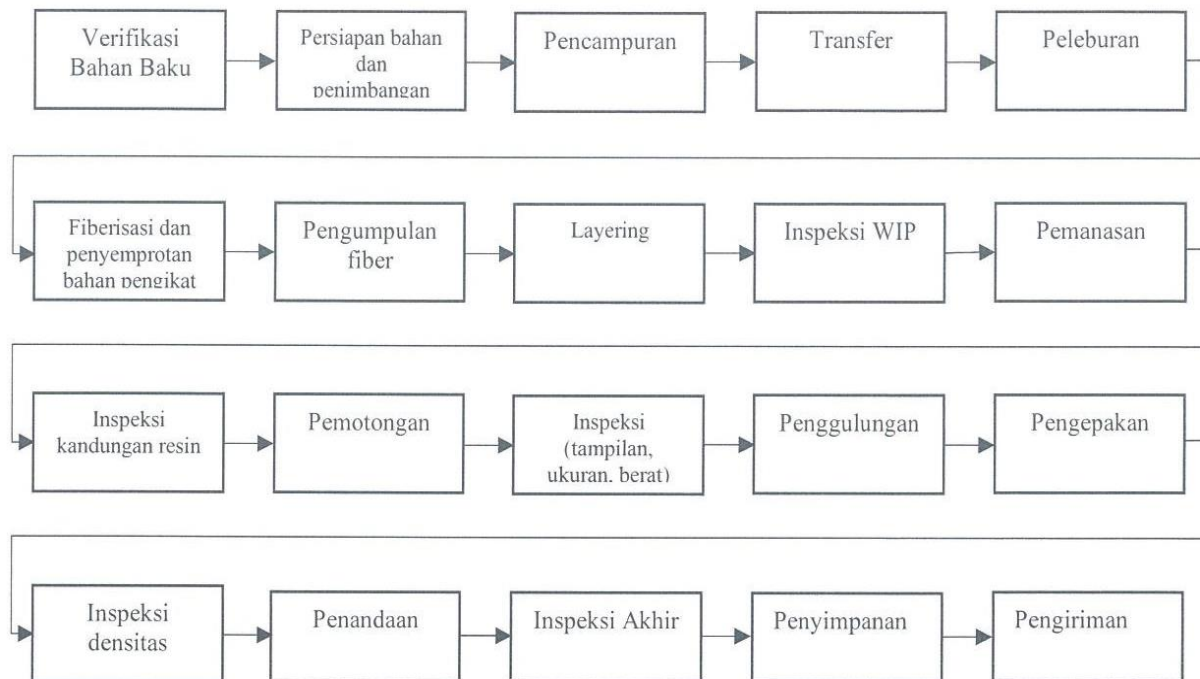 Verifikasi
Bahan Baku
Persiapan bahan
dan
penimbangan
Pencampuran
Transfer
Peleburan
Fiberisasi dan
penyemprotan
bahan pengikat
Pengumpulan
fiber
Layering
Inspeksi WIP
Pemanasan
Inspeksi
kandungan resin
Pemotongan
Inspeksi
(tampilan,
ukuran, berat)
Penggulungan
Pengepakan
Inspeksi
densitas
Penandaan
Inspeksi Akhir
Penyimpanan
Pengiriman